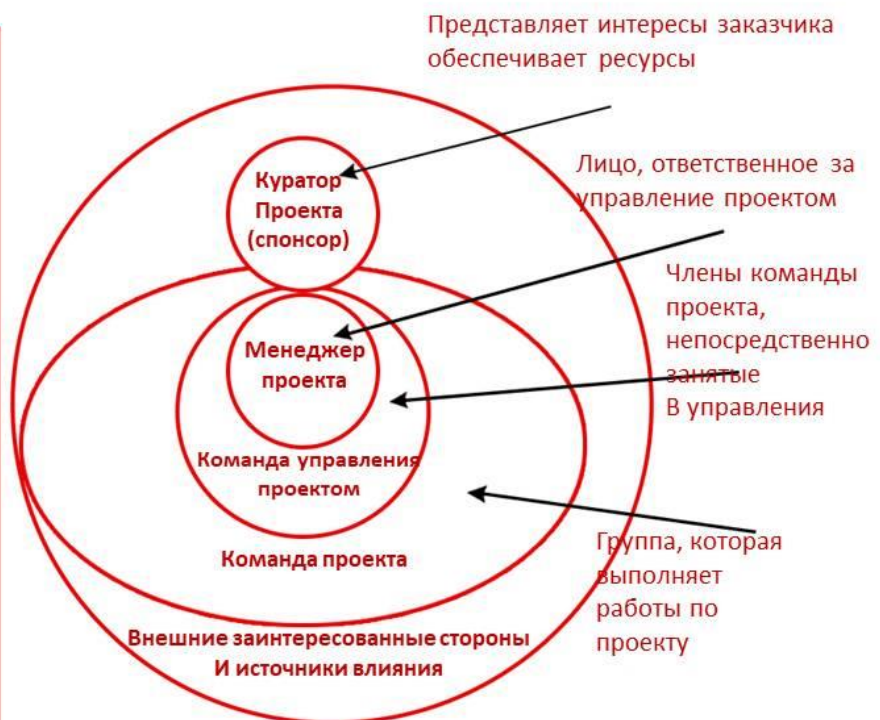 Представляет интересы заказчика
обеспечивает ресурсы
Куратор
Проекта
(спонсор)
Лицо, ответственное за
управление проектом
Члены команды
проекта,
непосредственно
занятые
В управления
Менеджер
проекта
Команда управления
проектом
Команда проекта
Группа, которая
выполняет
работы по
проекту
Внешние заинтересованные стороны
И источники влияния